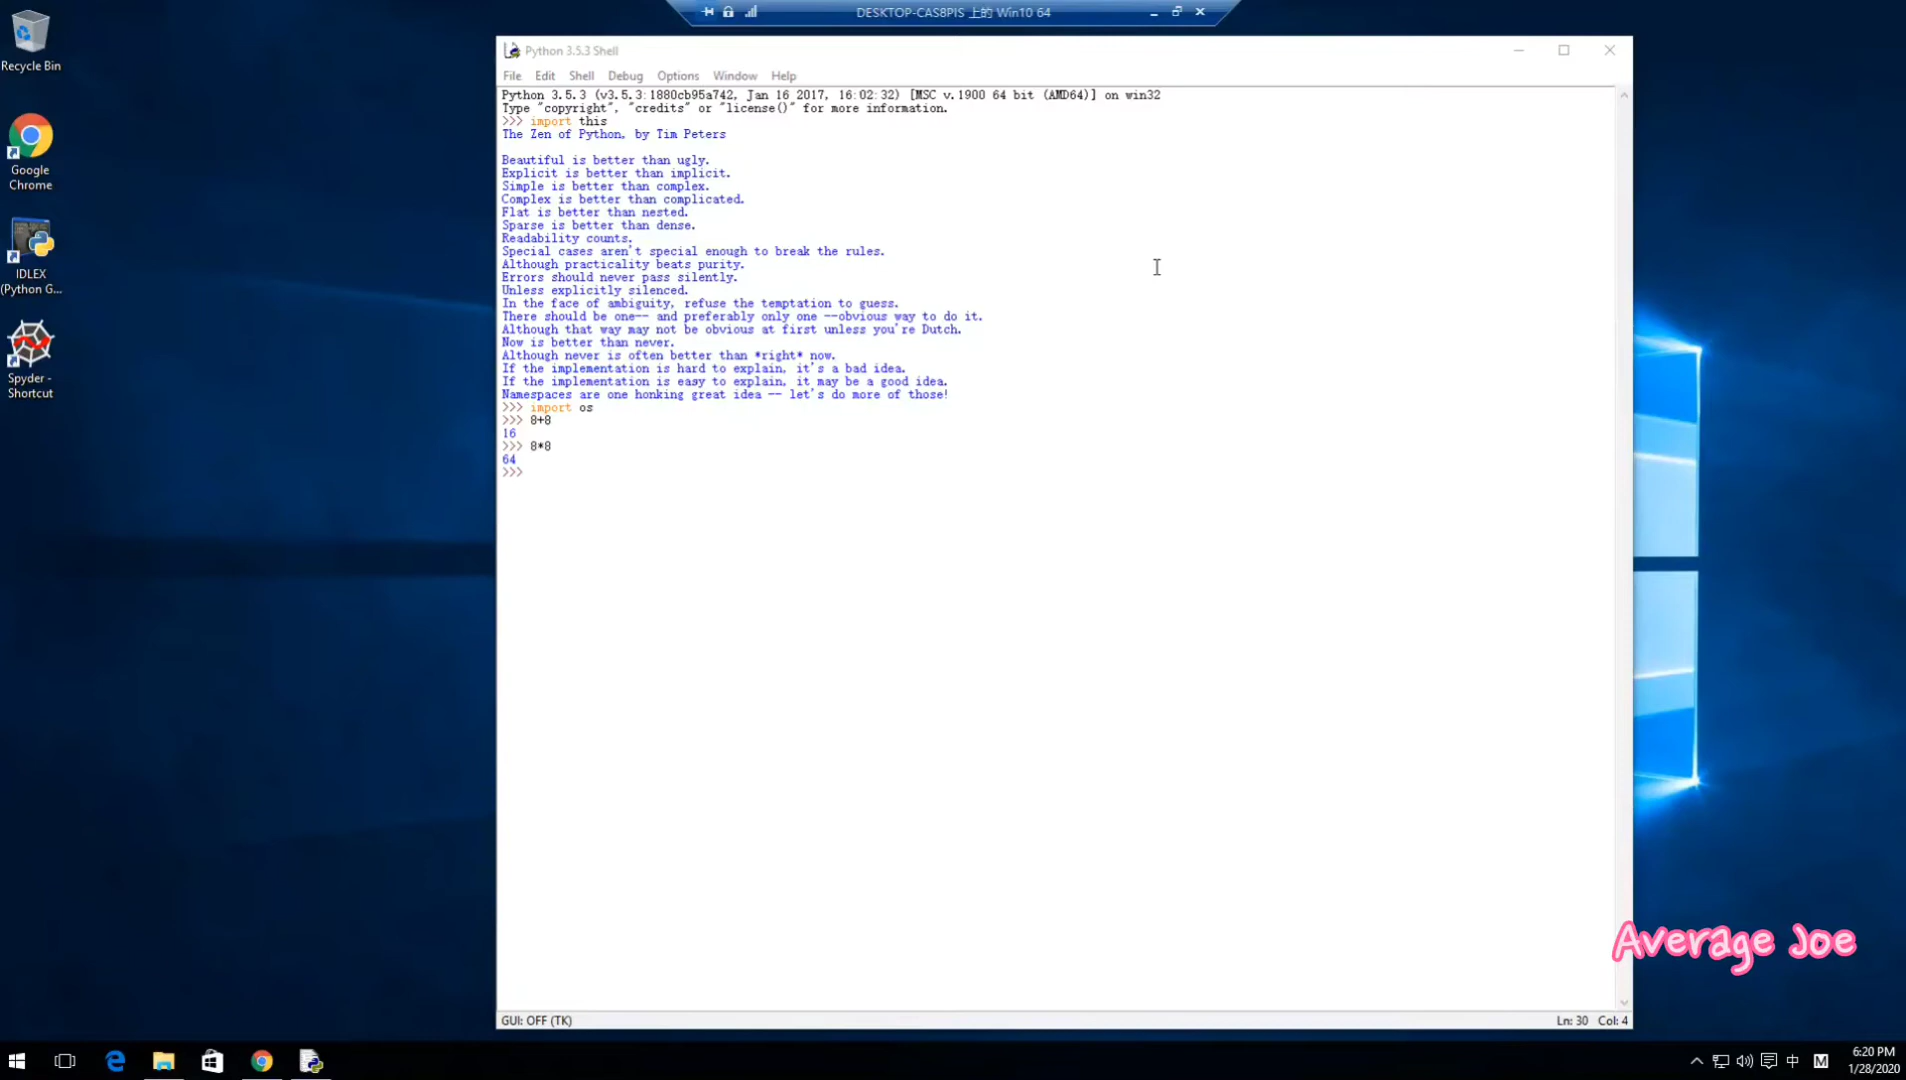 DESKTOP-CAS8PIS 上的 Win10 64
Recycle Bin
Google
Chrome
IDLEX
(Python G...
Spyder -
Shortcut
Python 3.5.3 Shell
File Edit Shell Debug Options Window Help
Python 3.5.3 (v3.5.3:1880cb95a742, Jan 16 2017, 16:02:32) [MSC v.1900 64 bit (AMD64)] on win32
Type "copyright", "credits" or "license()" for more information.
>>> import this
The Zen of Python, by Tim Peters
Beautiful is better than ugly.
Explicit is better than implicit.
Simple is better than complex.
Complex is better than complicated.
Flat is better than nested.
Sparse is better than dense.
Readability counts.
Special cases aren't special enough to break the rules.
Although practicality beats purity.
Errors should never pass silently.
Unless explicitly silenced.
In the face of ambiguity, refuse the temptation to guess.
There should be one-- and preferably only one --obvious way to do it.
Although that way may not be obvious at first unless you're Dutch.
Now is better than never.
Although never is often better than *right* now.
If the implementation is hard to explain, it's a bad idea.
If the implementation is easy to explain, it may be a good idea.
Namespaces are one honking great idea -- let's do more of those!
>>> import os
>>> 8+8
16
>>> 8*8
64
>>>
Average Joe
GUI: OFF (TK)
Ln: 30 Col: 4
中 M
6:20 PM
1/28/2020